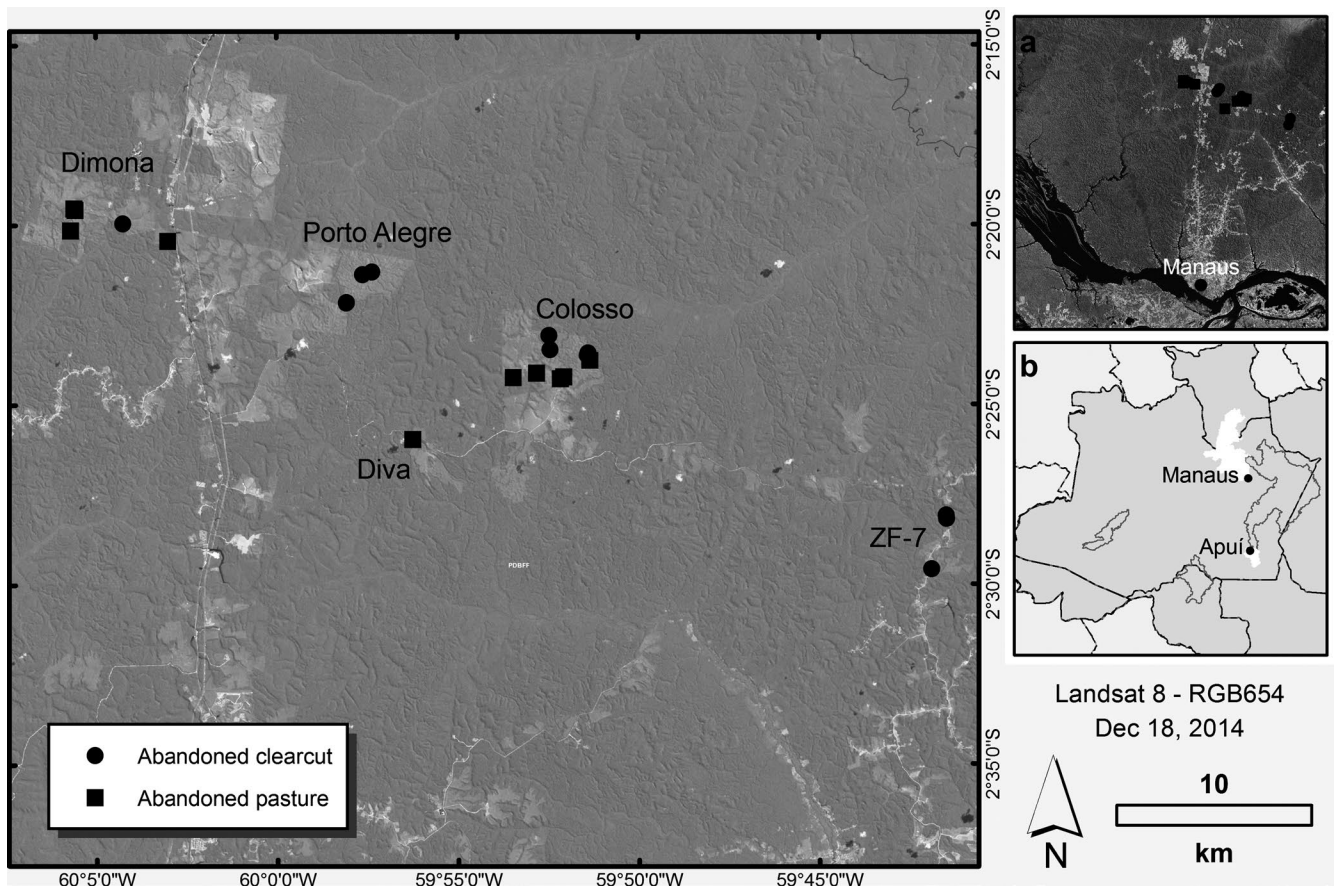 Dimona
Porto Alegre
Colosso
Diva
ZF-7
PDBFF
Abandoned clearcut
Abandoned pasture
60°5'0"W
60°0'0"W
59°55'0"W
59°50'0"W
59°45'0"W
2°15'0"S
2°20'0"S
2°25'0"S
2°30'0"S
2°35'0"S
a
Manaus
b
Manaus
Apuí
Landsat 8 - RGB654
Dec 18, 2014
N
10
km